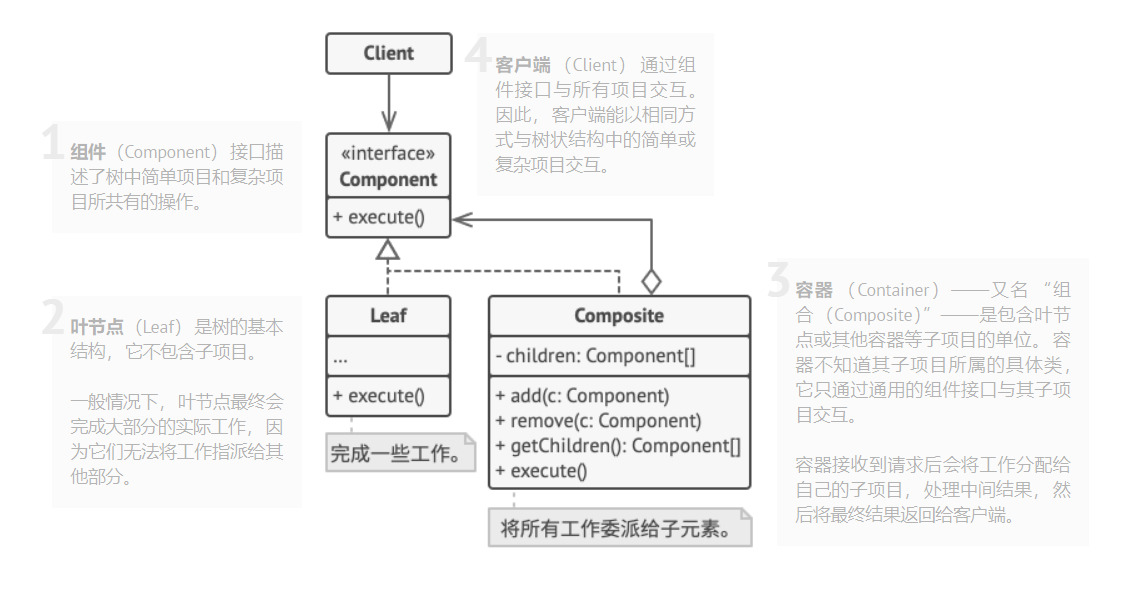 Client
«interface»
Component
+ execute()
Leaf
...
+ execute()
完成一些工作。
Composite
- children: Component[]
+ add(c: Component)
+ remove(c: Component)
+ getChildren(): Component[]
+ execute()
将所有工作委派给子元素。
1
组件（Component）接口描
述了树中简单项目和复杂项
目所共有的操作。
2
叶节点（Leaf）是树的基本
结构，它不包含子项目。
一般情况下，叶节点最终会
完成大部分的实际工作，因
为它们无法将工作指派给其
他部分。
3
容器（Container）——又名“组
合（Composite）”——是包含叶节
点或其他容器等子项目的单位。容
器不知道其子项目所属的具体类，
它只通过通用的组件接口与其子项
目交互。
容器接收到请求后会将工作分配给
自己的子项目，处理中间结果，然
后将最终结果返回给客户端。
4
客户端（Client）通过组
件接口与所有项目交互。
因此，客户端能以相同方
式与树状结构中的简单或
复杂项目交互。